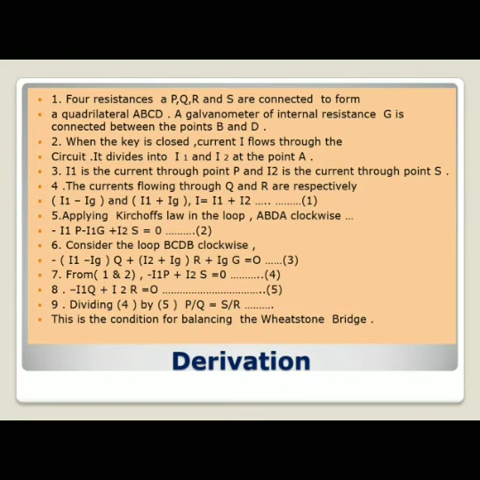 1. Four resistances a P,Q,R and S are connected to form
a quadrilateral ABCD . A galvanometer of internal resistance G is
connected between the points B and D .
2. When the key is closed ,current I flows through the
Circuit .It divides into I 1 and I 2 at the point A .
3. I1 is the current through point P and I2 is the current through point S .
4 .The currents flowing through Q and R are respectively
( I1 – Ig ) and ( I1 + Ig ), I= I1 + I2 ..... .........(1)
5.Applying Kirchoffs law in the loop , ABDA clockwise ...
- I1 P-I1G +I2 S = 0 ..........(2)
6. Consider the loop BCDB clockwise ,
- ( I1 –Ig ) Q + (I2 + Ig ) R + Ig G =O ......(3)
7. From( 1 & 2) , -I1P + I2 S =0 ..........(4)
8 . –I1Q + I 2 R =O ................................(5)
9 . Dividing (4 ) by (5 ) P/Q = S/R .........
This is the condition for balancing the Wheatstone Bridge .
Derivation